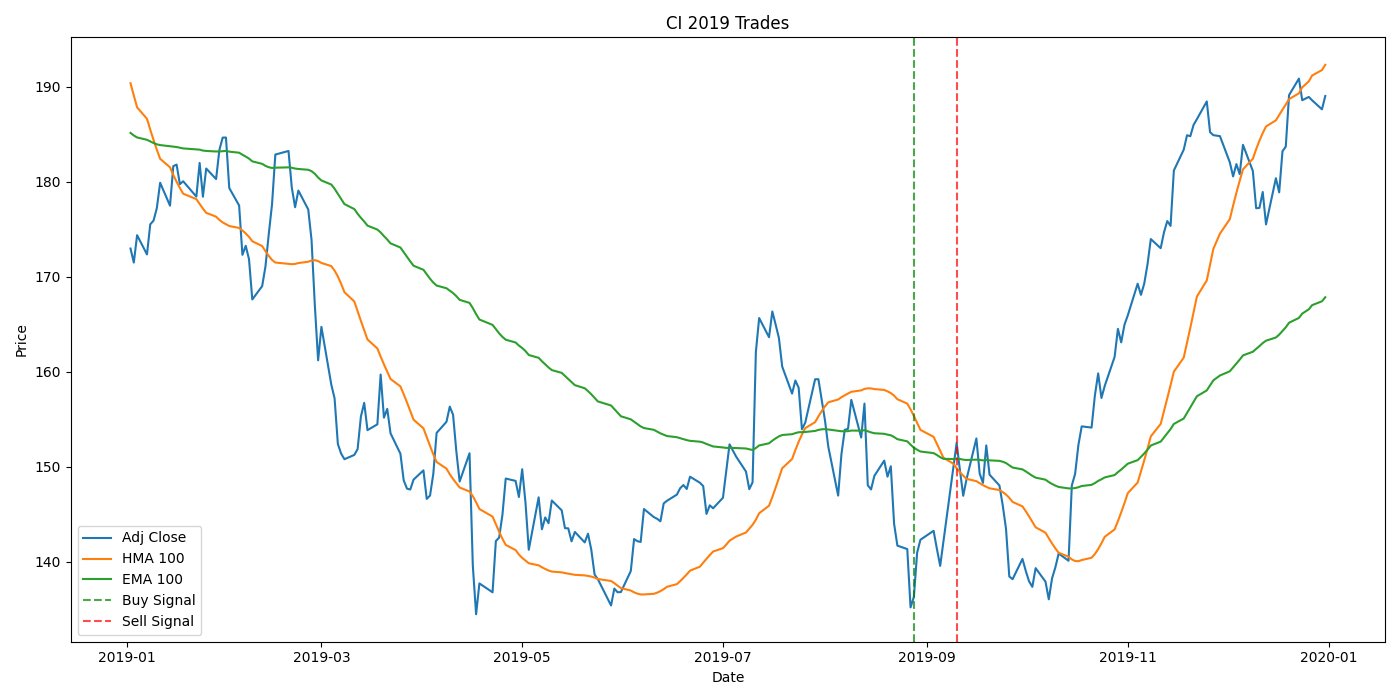 CI 2019 Trades
Price
190
180
170
160
150
140
Adj Close
HMA 100
EMA 100
Buy Signal
Sell Signal
2019-01
2019-03
2019-05
2019-07
2019-09
2019-11
2020-01
Date